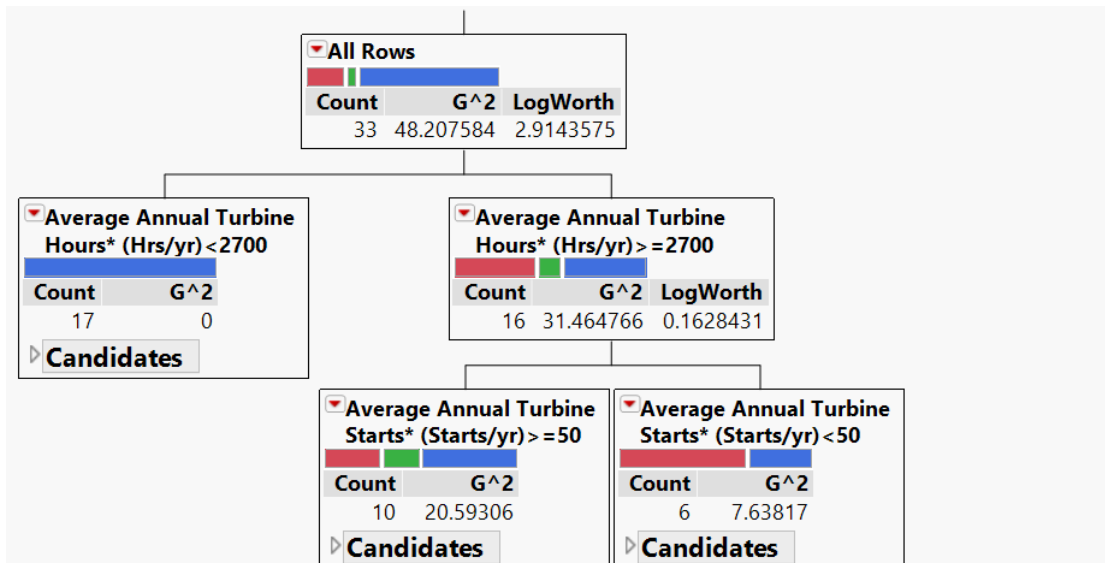 All Rows
Count G^2 LogWorth
33 48.207584 2.9143575
Average Annual Turbine
Hours* (Hrs/yr)<2700
Count G^2
17 0
Candidates
Average Annual Turbine
Hours* (Hrs/yr)>=2700
Count G^2 LogWorth
16 31.464766 0.1628431
Average Annual Turbine
Starts* (Starts/yr)>=50
Count G^2
10 20.59306
Candidates
Average Annual Turbine
Starts* (Starts/yr)<50
Count G^2
6 7.63817
Candidates